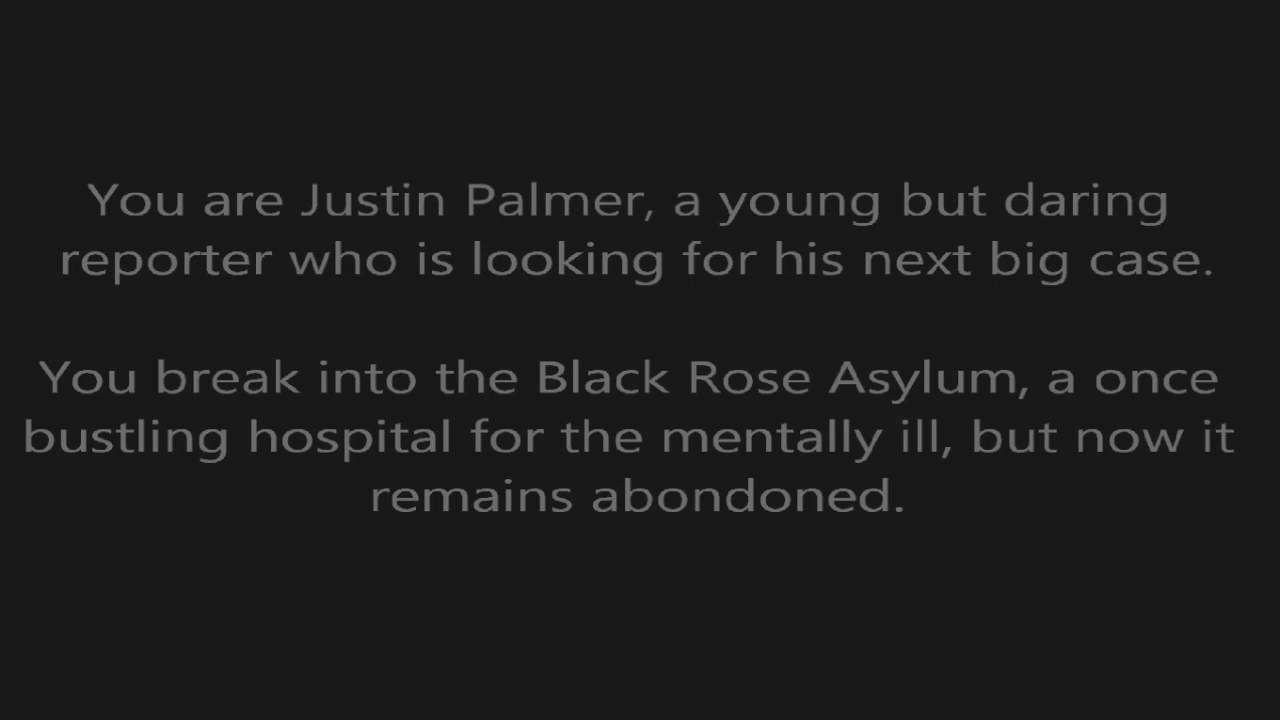 You are Justin Palmer, a young but daring
reporter who is looking for his next big case.
You break into the Black Rose Asylum, a once
bustling hospital for the mentally ill, but now it
remains abondoned.